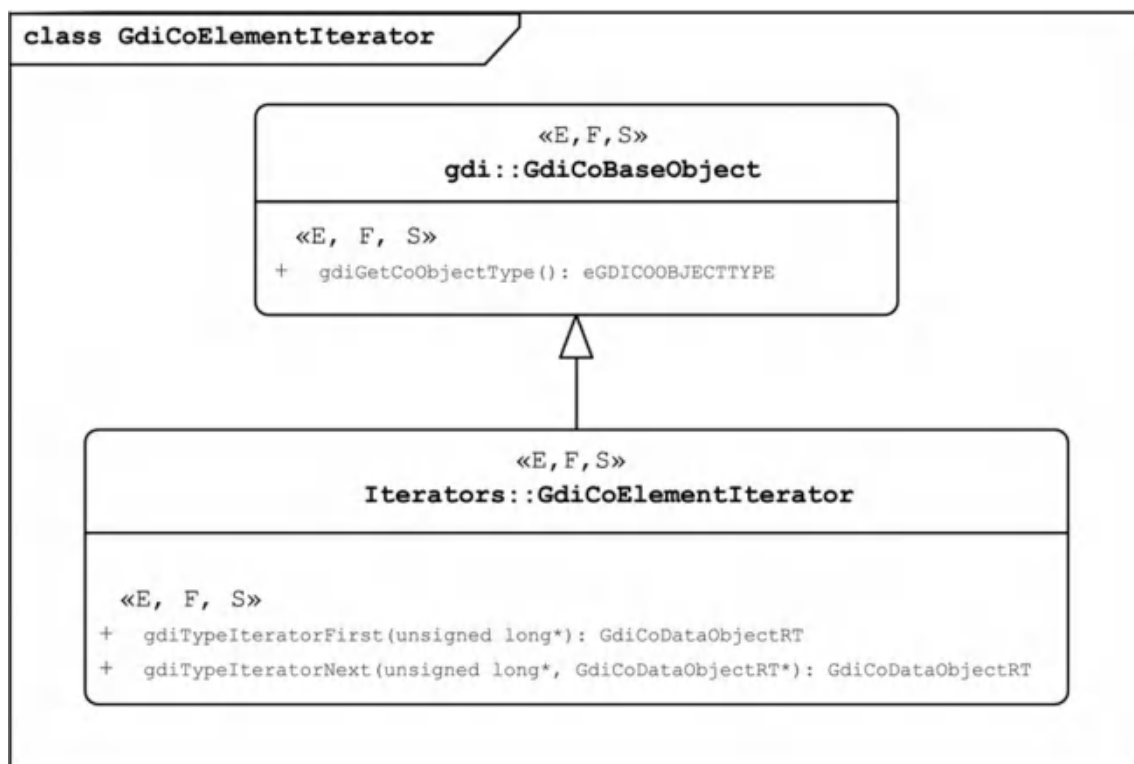 class GdiCoElementIterator
«E,F,S»
gdi::GdiCoBaseObject
«E, F, S»
+ gdiGetCoObjectType(): eGDICOOBJECTTYPE
«E,F,S»
Iterators::GdiCoElementIterator
«E, F, S»
+ gdiTypeIteratorFirst(unsigned long*): GdiCoDataObjectRT
+ gdiTypeIteratorNext(unsigned long*, GdiCoDataObjectRT*): GdiCoDataObjectRT